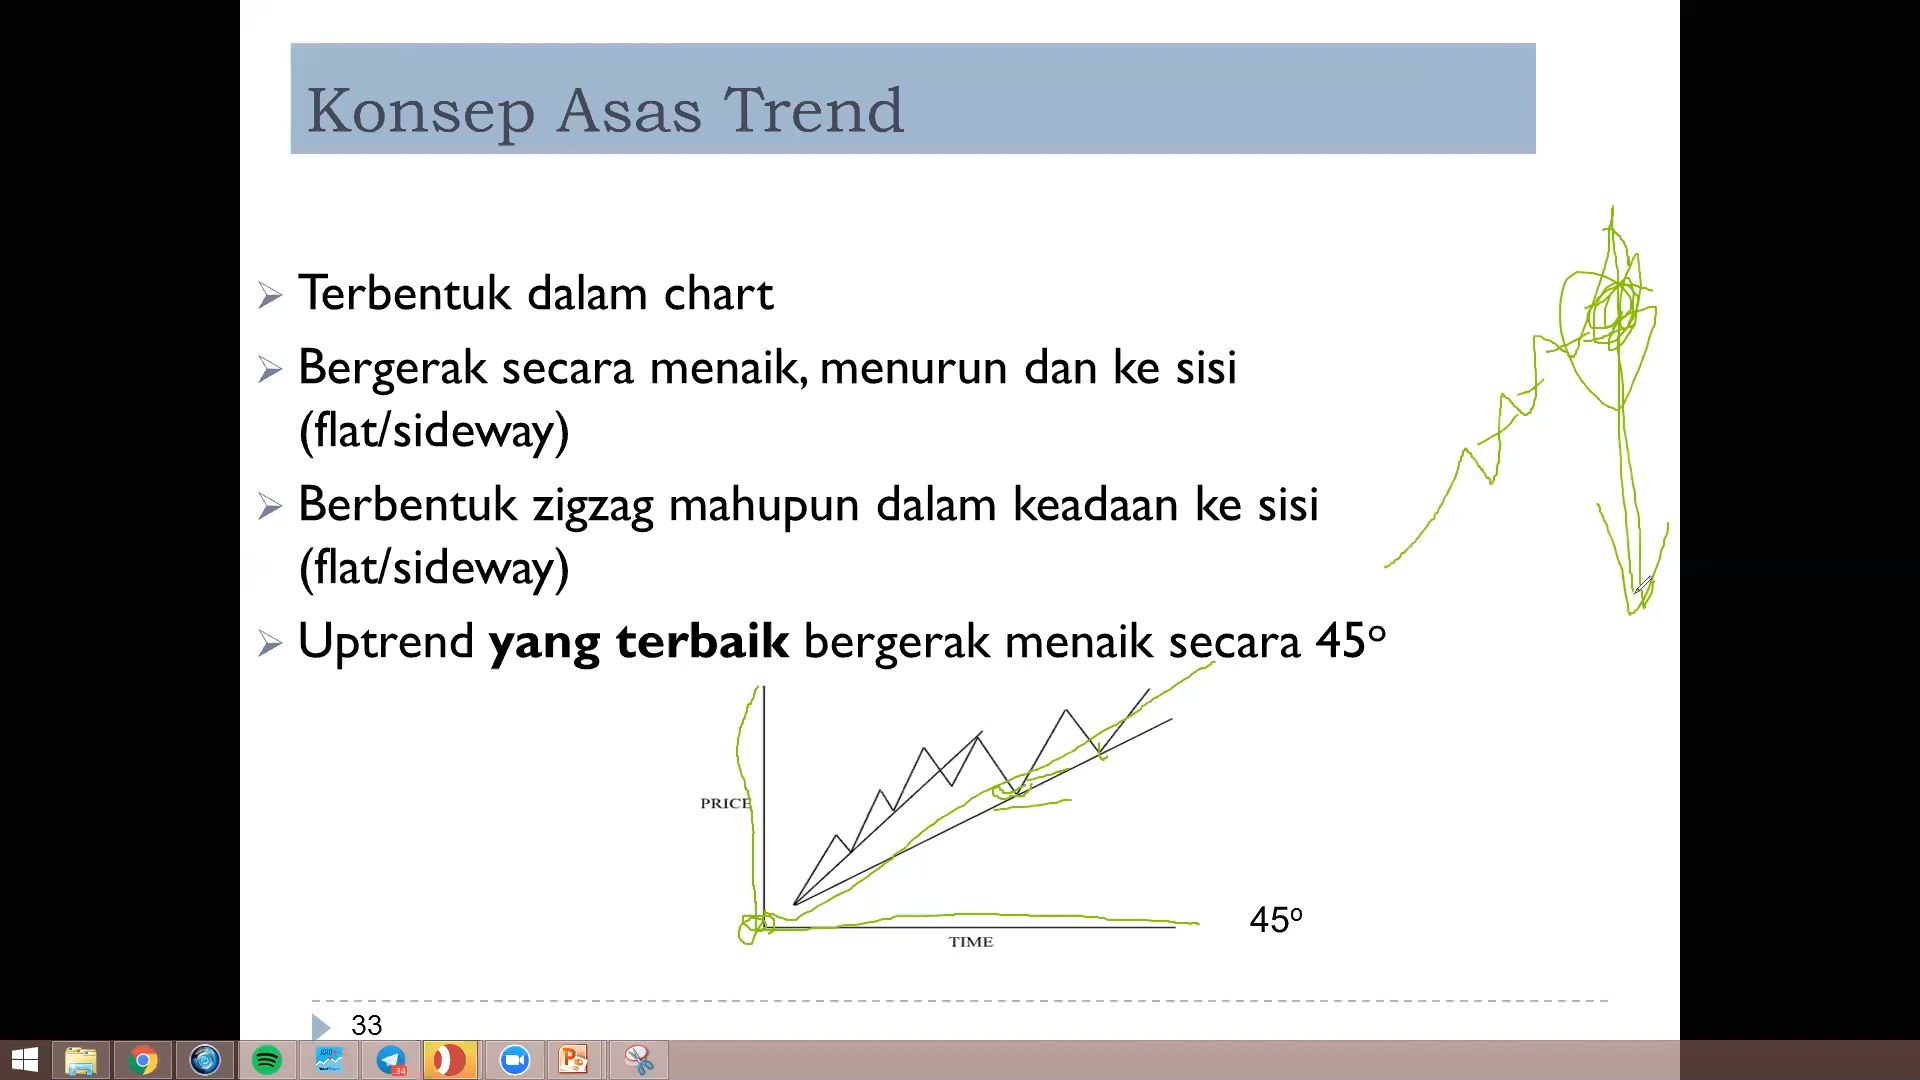 Konsep Asas Trend
Terbentuk dalam chart
Bergerak secara menaik, menurun dan ke sisi
(flat/sideway)
Berbentuk zigzag mahupun dalam keadaan ke sisi
(flat/sideway)
Uptrend yang terbaik bergerak menaik secara 45º
PRICE
45º
TIME
33